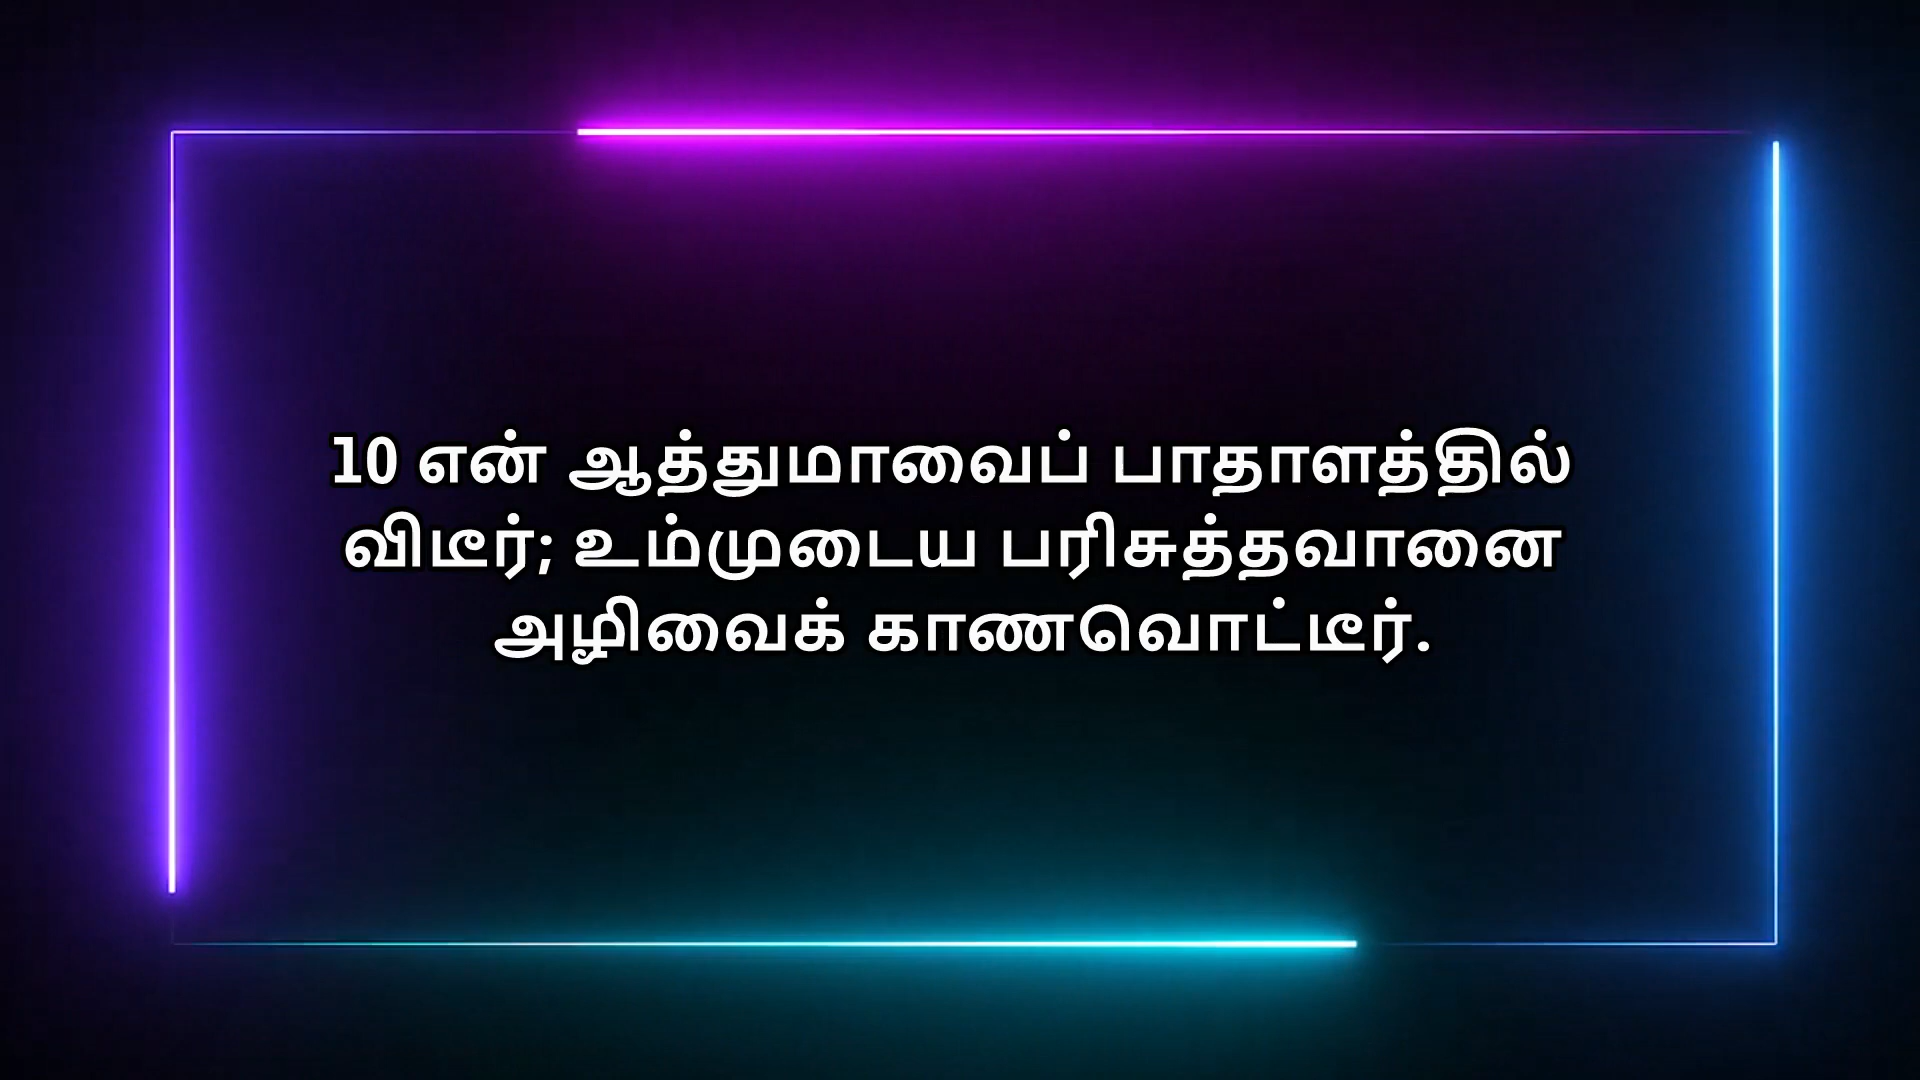 10 என் ஆத்துமாவைப் பாதாளத்தில்
விடீர்; உம்முடைய பரிசுத்தவானை
அழிவைக் காணவொட்டீர்.